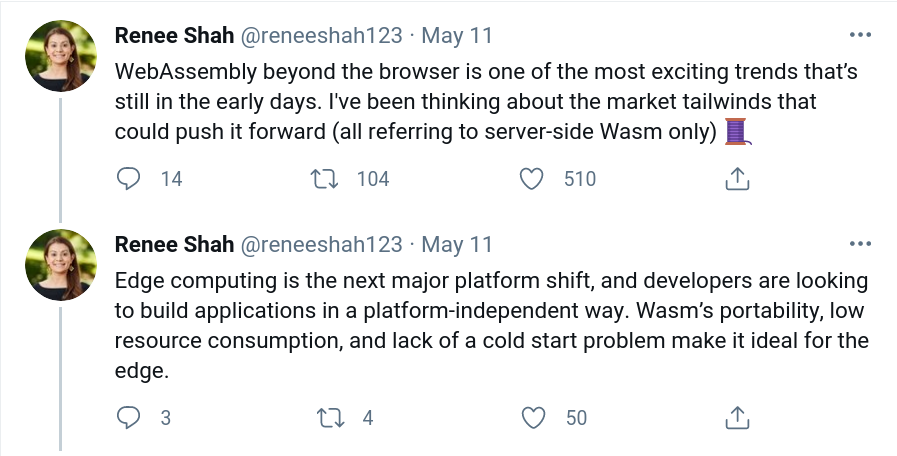 Renee Shah @reneeshah123 · May 11
WebAssembly beyond the browser is one of the most exciting trends that’s
still in the early days. I've been thinking about the market tailwinds that
could push it forward (all referring to server-side Wasm only) 🧵
14 104 510
Renee Shah @reneeshah123 · May 11
Edge computing is the next major platform shift, and developers are looking
to build applications in a platform-independent way. Wasm’s portability, low
resource consumption, and lack of a cold start problem make it ideal for the
edge.
3 4 50